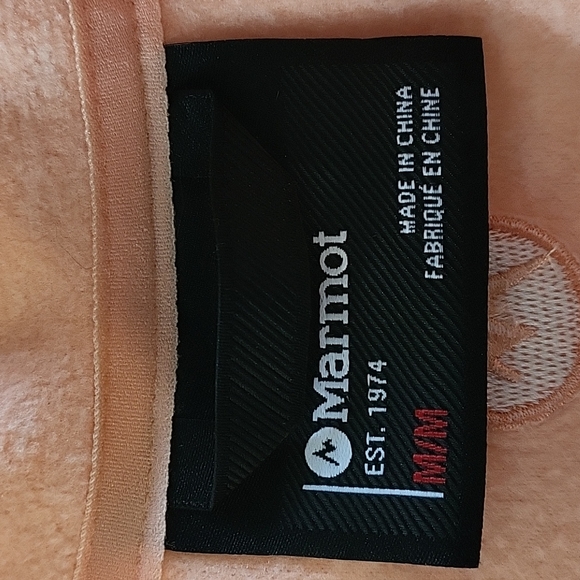 Marmot
EST. 1974
M/M
MADE IN CHINA
FABRIQUÉ EN CHINE